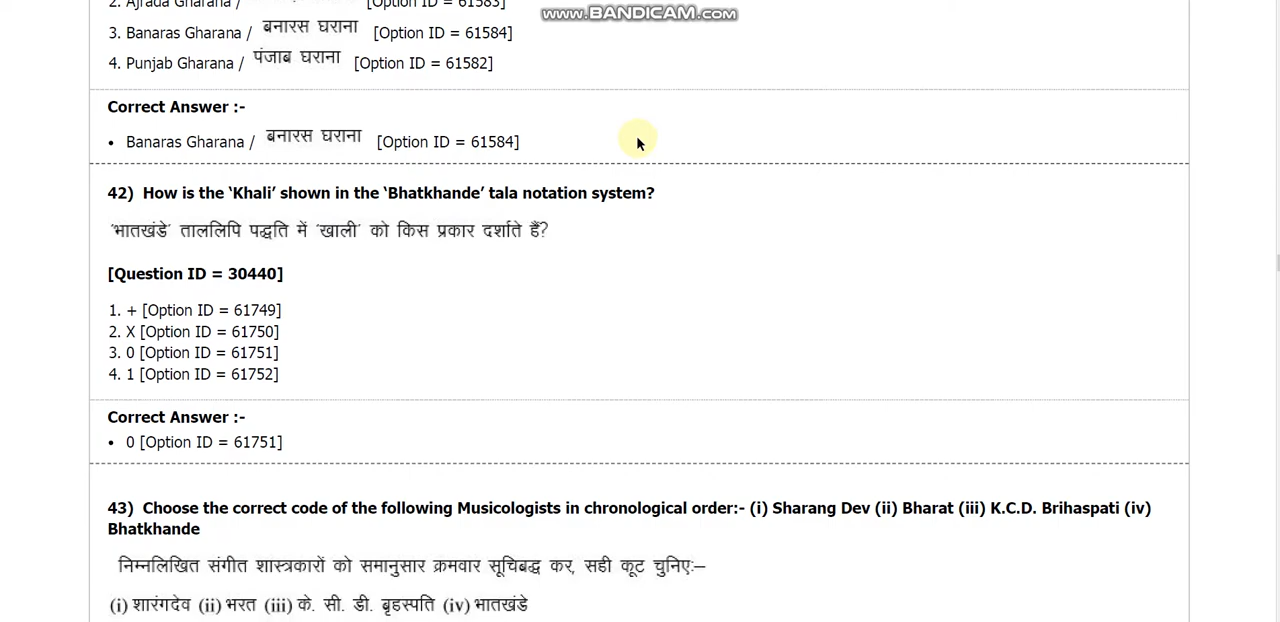 2. Ajrada Gharana / [Option ID = 61583]
www.BANDICAM.com
3. Banaras Gharana / बनारस घराना [Option ID = 61584]
4. Punjab Gharana / पंजाब घराना [Option ID = 61582]
Correct Answer :-
• Banaras Gharana / बनारस घराना [Option ID = 61584]
42) How is the ‘Khali’ shown in the ‘Bhatkhande’ tala notation system?
‘भातखंडे’ ताललिपि पद्धति में ‘खाली’ को किस प्रकार दर्शाते हैं?
[Question ID = 30440]
1. + [Option ID = 61749]
2. X [Option ID = 61750]
3. 0 [Option ID = 61751]
4. 1 [Option ID = 61752]
Correct Answer :-
• 0 [Option ID = 61751]
43) Choose the correct code of the following Musicologists in chronological order:- (i) Sharang Dev (ii) Bharat (iii) K.C.D. Brihaspati (iv)
Bhatkhande
निम्नलिखित संगीत शास्त्रकारों को समानुसार क्रमवार सूचिबद्ध कर, सही कूट चुनिए:–
(i) शारंगदेव (ii) भरत (iii) के. सी. डी. बृहस्पति (iv) भातखंडे